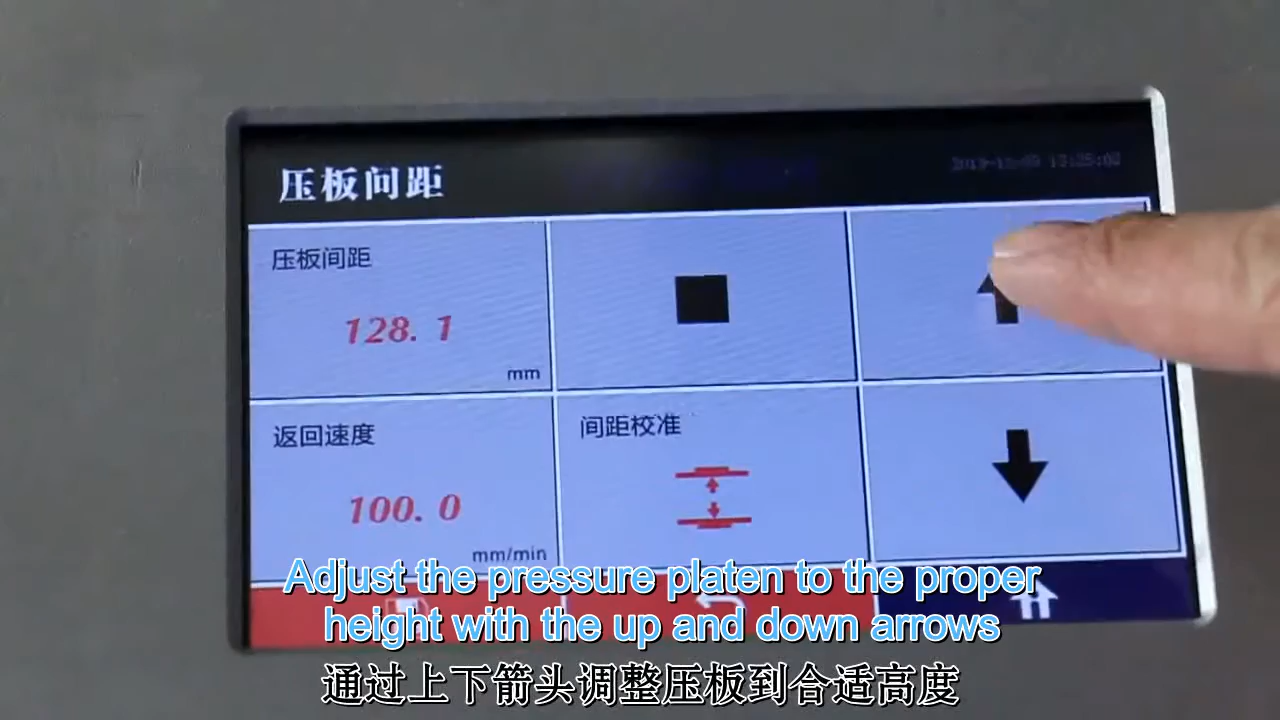 压板间距
压板间距
128. 1
mm
返回速度
100. 0
mm/min
间距校准
Adjust the pressure platen to the proper
height with the up and down arrows
通过上下箭头调整压板到合适高度